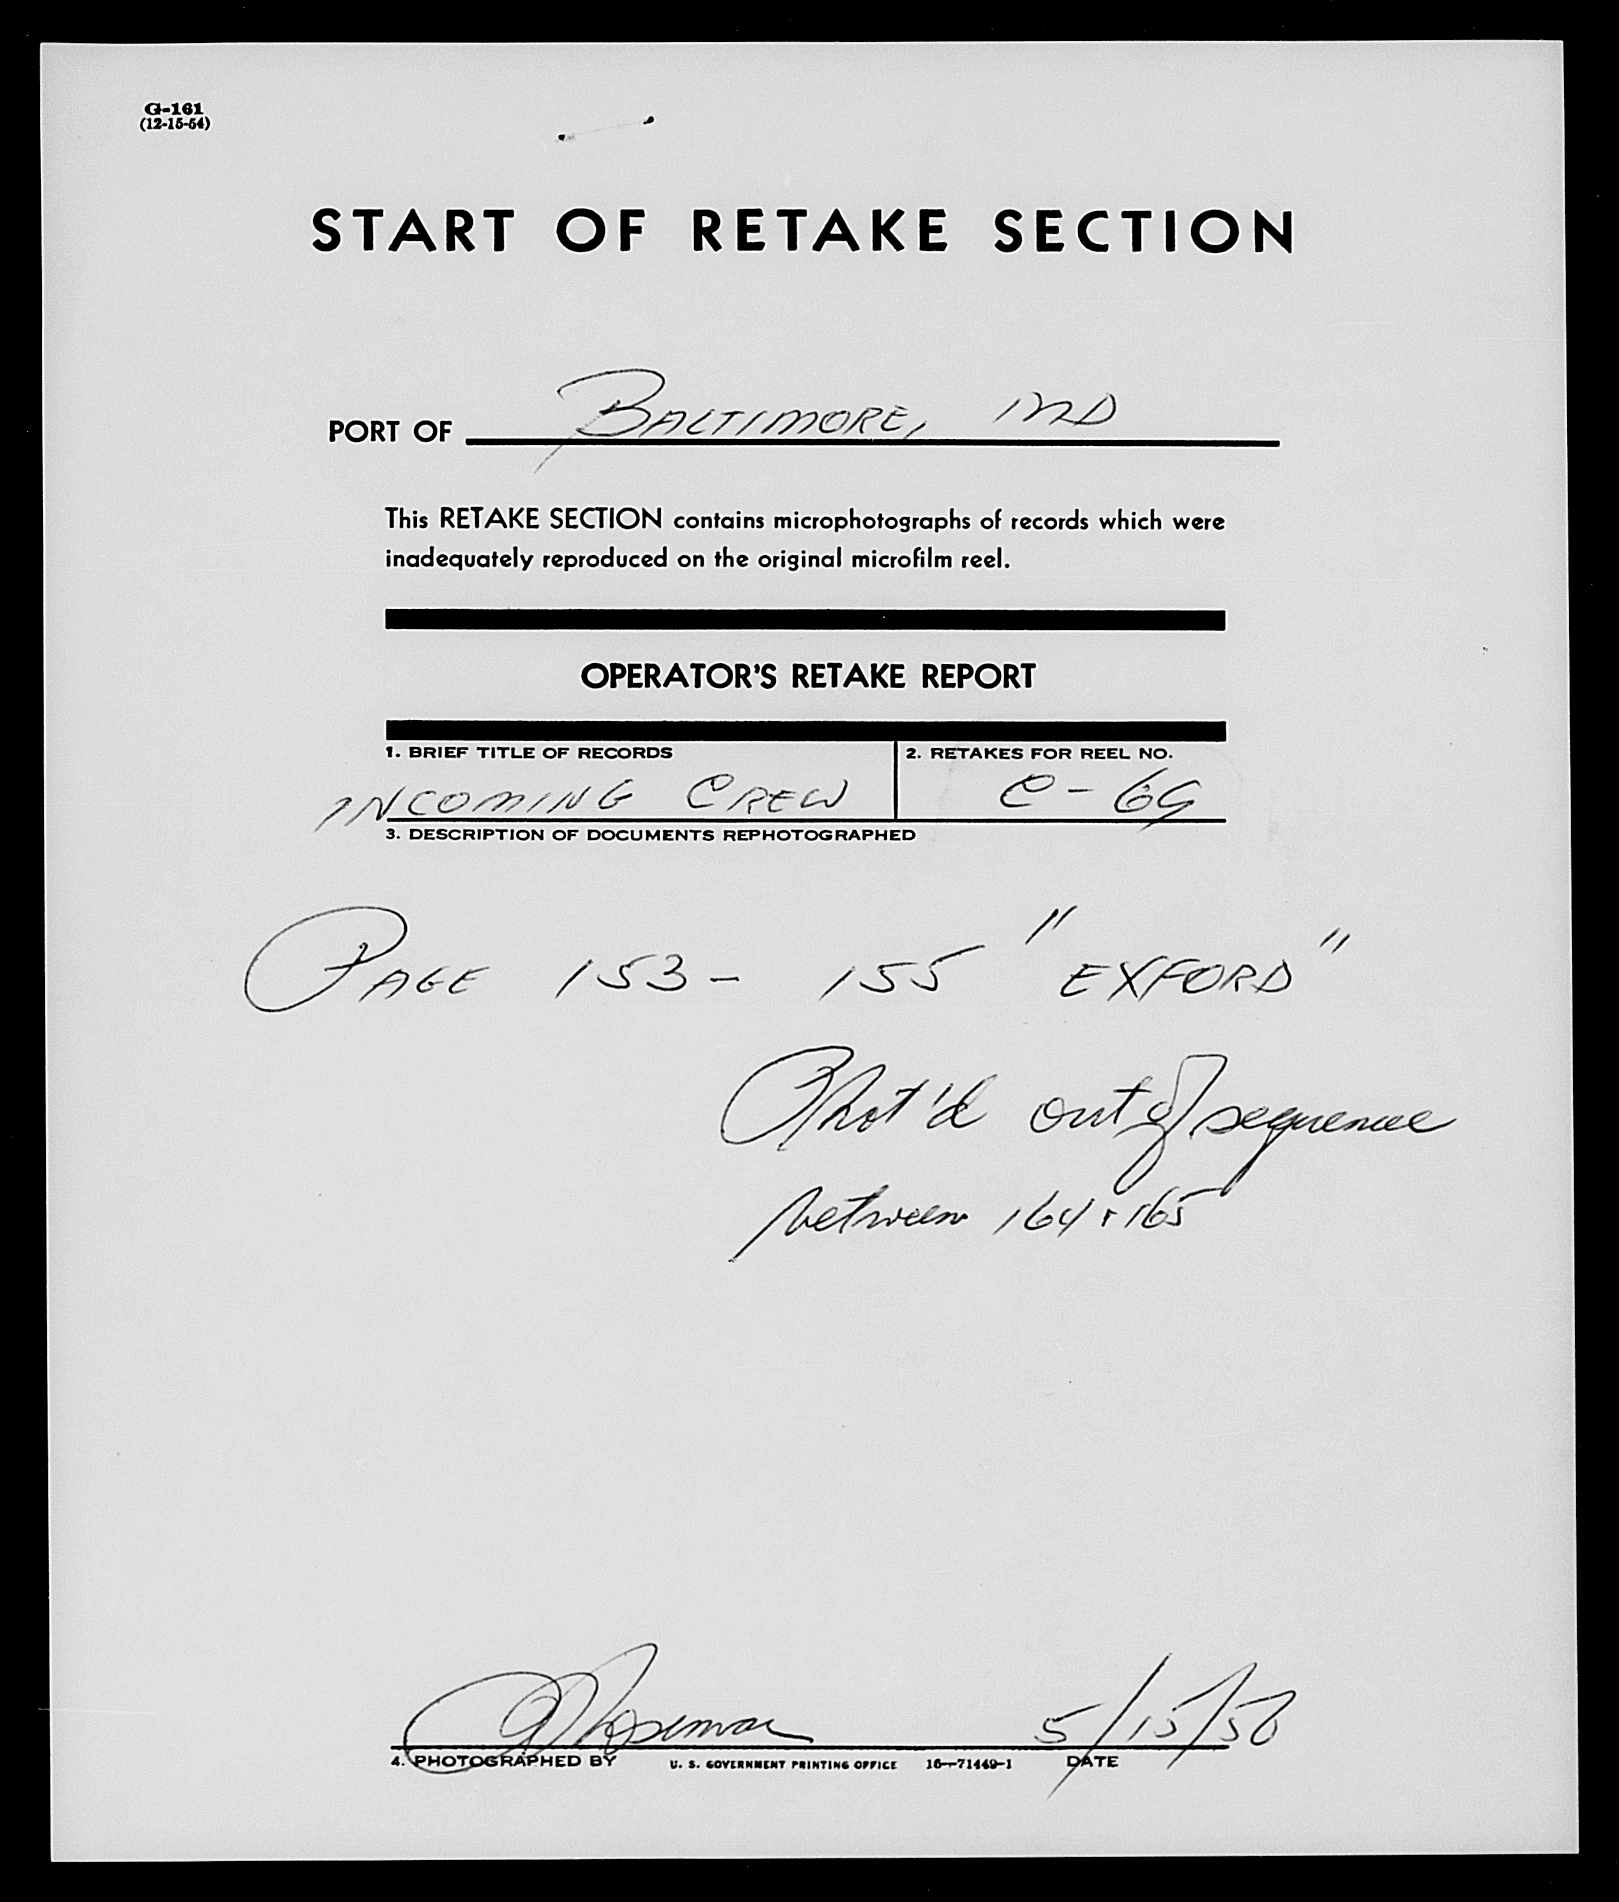 G-161
(12-15-54)
START OF RETAKE SECTION
PORT OF BALTIMORE, MD
This RETAKE SECTION contains microphotographs of records which were
inadequately reproduced on the original microfilm reel.
OPERATOR'S RETAKE REPORT
1. BRIEF TITLE OF RECORDS
2. RETAKES FOR REEL NO.
INCOMING CREW
C-69
3. DESCRIPTION OF DOCUMENTS REPHOTOGRAPHED
PAGE 153 - 155 "EXFORD"
Phot'd out of sequence
between 164 & 165
5/15/56
4. PHOTOGRAPHED BY U. S. GOVERNMENT PRINTING OFFICE 16—71449-1 DATE